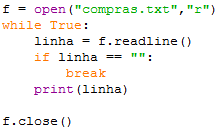 f = open("compras.txt","r")
while True:
    linha = f.readline()
    if linha == "":
        break
    print(linha)

f.close()